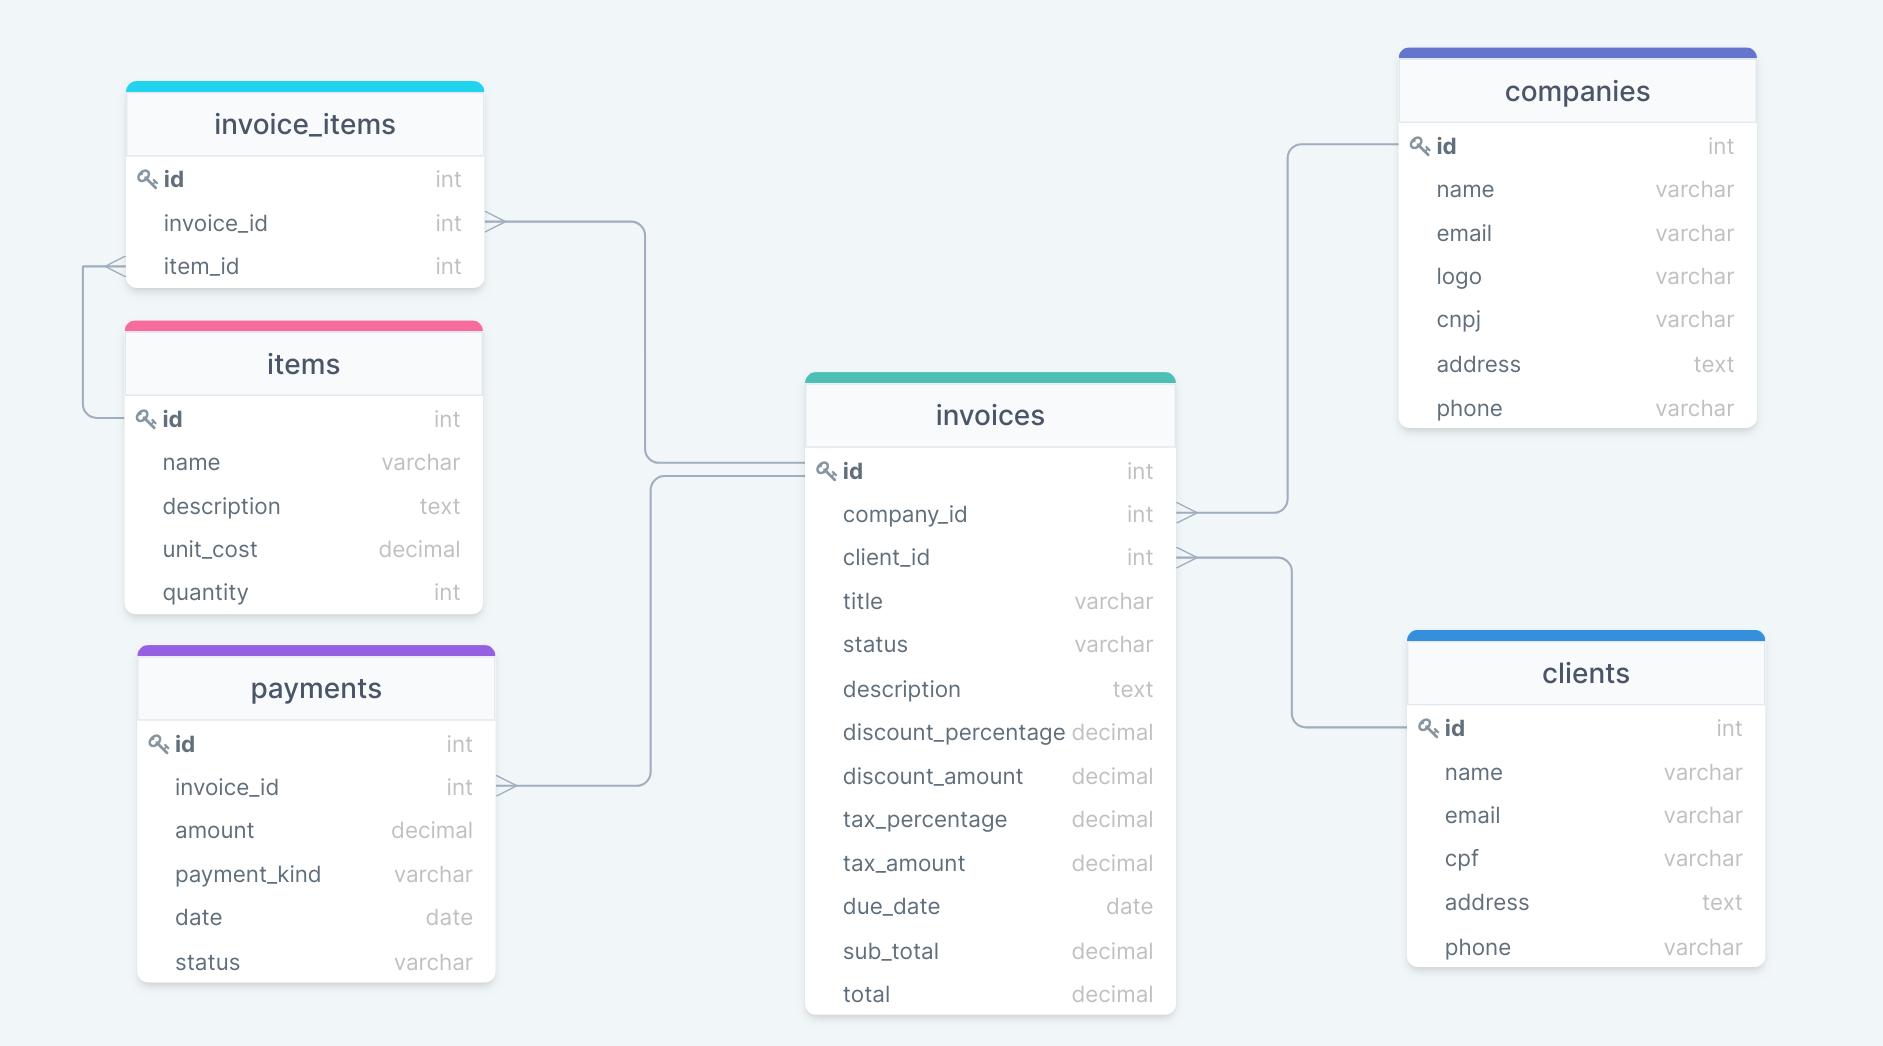 invoice_items
id int
invoice_id int
item_id int
items
id int
name varchar
description text
unit_cost decimal
quantity int
payments
id int
invoice_id int
amount decimal
payment_kind varchar
date date
status varchar
invoices
id int
company_id int
client_id int
title varchar
status varchar
description text
discount_percentage decimal
discount_amount decimal
tax_percentage decimal
tax_amount decimal
due_date date
sub_total decimal
total decimal
companies
id int
name varchar
email varchar
logo varchar
cnpj varchar
address text
phone varchar
clients
id int
name varchar
email varchar
cpf varchar
address text
phone varchar